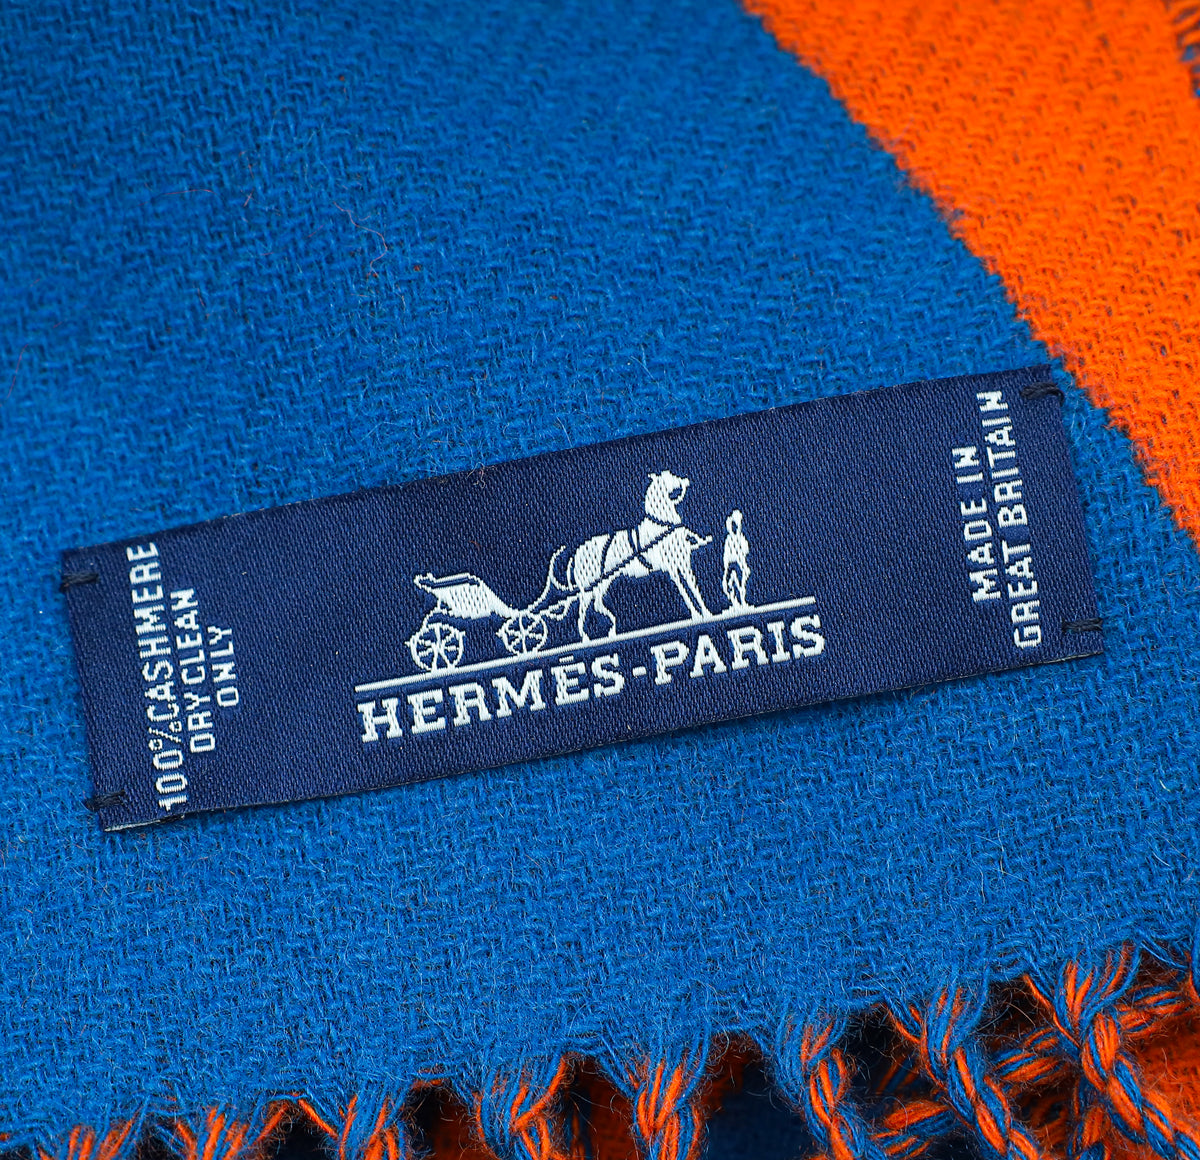 100%CASHMERE
DRY CLEAN
ONLY
HERMÈS-PARIS
MADE IN
GREAT BRITAIN